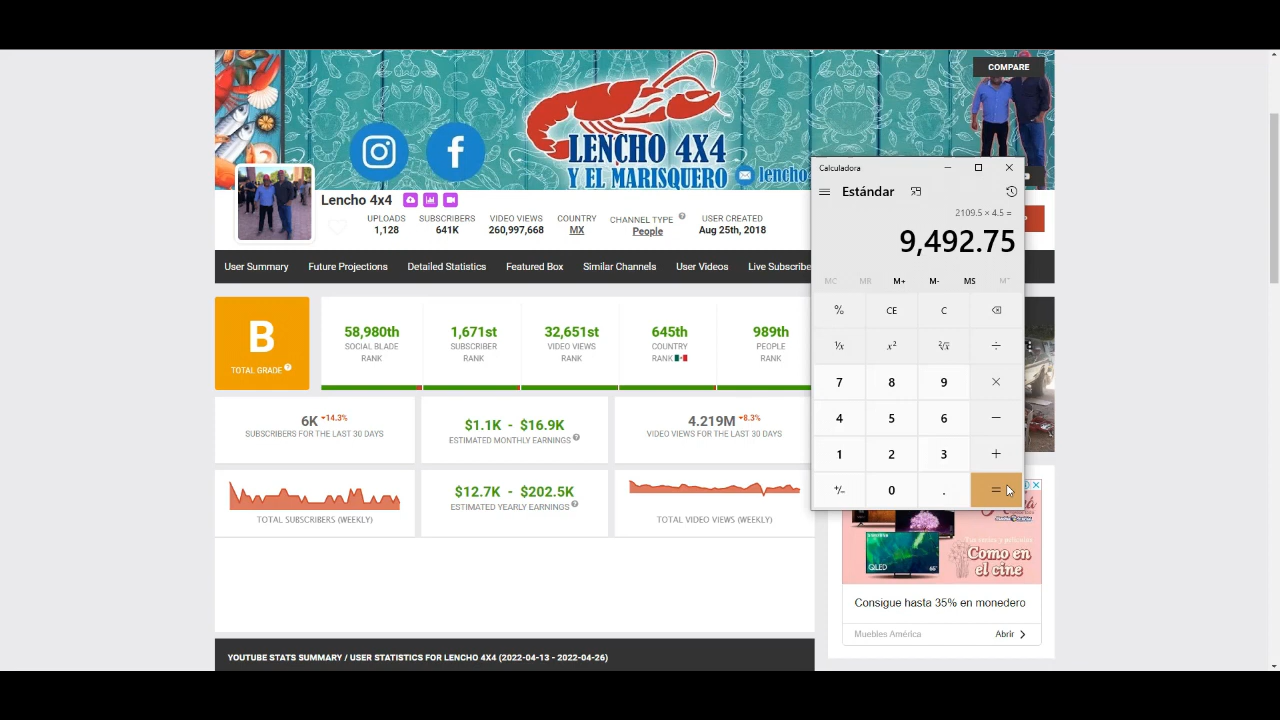 COMPARE
LENCHO 4X4
Y EL MARISQUERO
lencho
Lencho 4x4
UPLOADS
1,128
SUBSCRIBERS
641K
VIDEO VIEWS
260,997,668
COUNTRY
MX
CHANNEL TYPE
People
USER CREATED
Aug 25th, 2018
User Summary
Future Projections
Detailed Statistics
Featured Box
Similar Channels
User Videos
Live Subscribe
B
TOTAL GRADE
58,980th
SOCIAL BLADE
RANK
1,671st
SUBSCRIBER
RANK
32,651st
VIDEO VIEWS
RANK
645th
COUNTRY
RANK
989th
PEOPLE
RANK
6K -14.3%
SUBSCRIBERS FOR THE LAST 30 DAYS
$1.1K - $16.9K
ESTIMATED MONTHLY EARNINGS
4.219M -8.3%
VIDEO VIEWS FOR THE LAST 30 DAYS
TOTAL SUBSCRIBERS (WEEKLY)
$12.7K - $202.5K
ESTIMATED YEARLY EARNINGS
TOTAL VIDEO VIEWS (WEEKLY)
YOUTUBE STATS SUMMARY / USER STATISTICS FOR LENCHO 4X4 (2022-04-13 - 2022-04-26)
Calculadora
Estándar
2109.5 × 4.5 =
9,492.75
MC MR M+ M- MS M˅
% CE C ⌫
¹/x x² ²√x ÷
7 8 9 ×
4 5 6 −
1 2 3 +
+/− 0 . =
QLED
65"
Como en
el cine
Consigue hasta 35% en monedero
Muebles América
Abrir